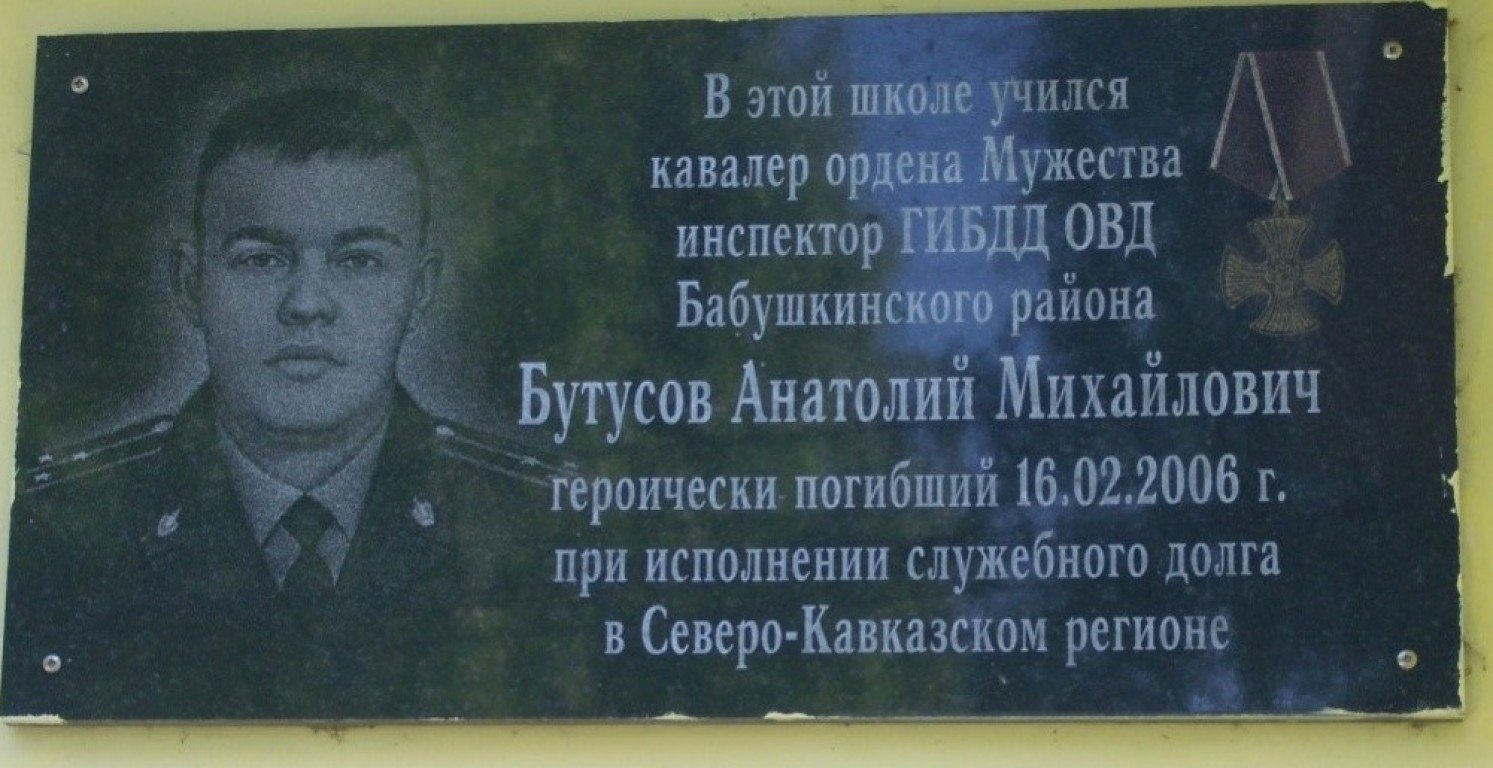 В этой школе учился
кавалер ордена Мужества
инспектор ГИБДД ОВД
Бабушкинского района
Бутусов Анатолий Михайлович
героически погибший 16.02.2006 г.
при исполнении служебного долга
в Северо-Кавказском регионе